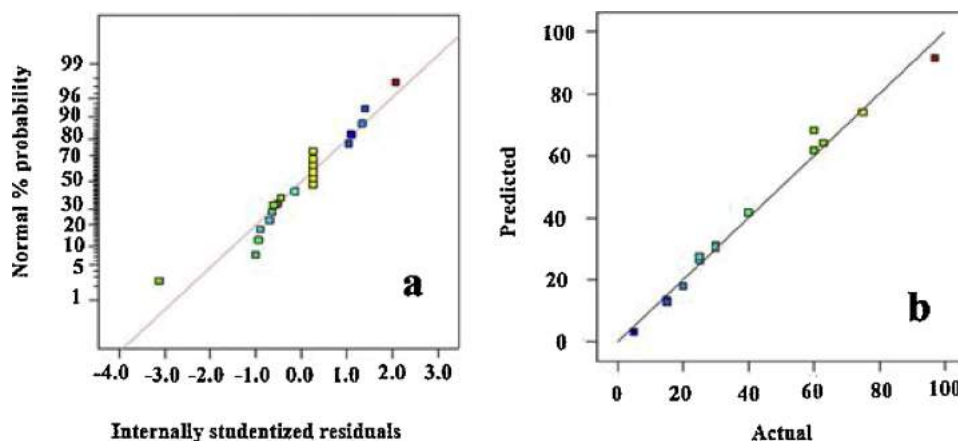 99
96
90
80
70
50
30
20
10
5
1
Normal % probability
a
-4.0 -3.0 -2.0 -1.0 0.0 1.0 2.0 3.0
Internally studentized residuals
100
80
60
40
20
0
Predicted
b
0 20 40 60 80 100
Actual